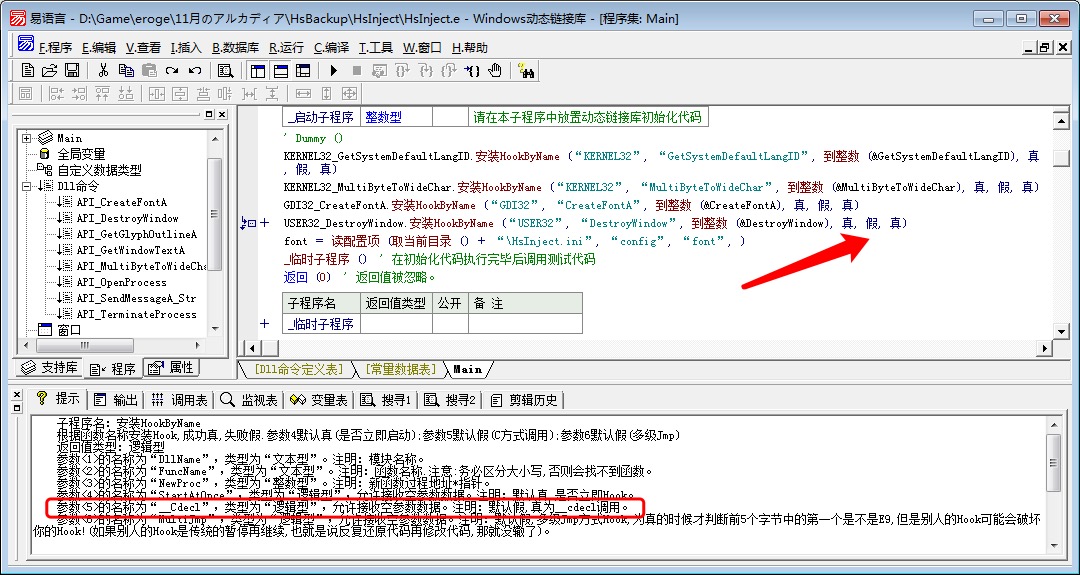 易语言 - D:\Game\eroge\11月のアルカディア\HsBackup\HsInject\HsInject.e - Windows动态链接库 - [程序集: Main]
F.程序 E.编辑 V.查看 I.插入 B.数据库 R.运行 C.编译 T.工具 W.窗口 H.帮助
Main
全局变量
自定义数据类型
Dll命令
API_CreateFontA
API_DestroyWindow
API_GetGlyphOutlineA
API_GetWindowTextA
API_MultiByteToWideCha
API_OpenProcess
API_SendMessageA_Str
API_TerminateProcess
窗口
支持库 程序 属性
_启动子程序 整数型 请在本子程序中放置动态链接库初始化代码
' Dummy ()
KERNEL32_GetSystemDefaultLangID.安装HookByName (“KERNEL32”, “GetSystemDefaultLangID”, 到整数 (&GetSystemDefaultLangID), 真
, 假, 真)
KERNEL32_MultiByteToWideChar.安装HookByName (“KERNEL32”, “MultiByteToWideChar”, 到整数 (&MultiByteToWideChar), 真, 假, 真)
GDI32_CreateFontA.安装HookByName (“GDI32”, “CreateFontA”, 到整数 (&CreateFontA), 真, 假, 真)
USER32_DestroyWindow.安装HookByName (“USER32”, “DestroyWindow”, 到整数 (&DestroyWindow), 真, 假, 真)
font = 读配置项 (取当前目录 () + “\HsInject.ini”, “config”, “font”, )
_临时子程序 () ' 在初始化代码执行完毕后调用测试代码
返回 (0) ' 返回值被忽略。
子程序名 返回值类型 公开 备 注
_临时子程序
[Dll命令定义表] [常量数据表] Main
提示 输出 调用表 监视表 变量表 搜寻1 搜寻2 剪辑历史
子程序名：安装HookByName
根据函数名称安装Hook,成功真,失败假.参数4默认真(是否立即启动);参数5默认假(C方式调用);参数6默认假(多级Jmp)
返回值类型：逻辑型
参数<1>的名称为“DllName”，类型为“文本型”。注明：模块名称。
参数<2>的名称为“FuncName”，类型为“文本型”。注明：函数名称.注意:务必区分大小写,否则会找不到函数。
参数<3>的名称为“NewProc”，类型为“整数型”。注明：新函数过程地址*指针。
参数<4>的名称为“StartAtOnce”，类型为“逻辑型”，允许接收空参数数据。注明：默认真,是否立即Hook。
参数<5>的名称为“__Cdecl”，类型为“逻辑型”，允许接收空参数数据。注明：默认假,真为__cdecl调用。
参数<6>的名称为“MultiJmp”，类型为“逻辑型”，允许接收空参数数据。注明：默认假,多级Jmp方式Hook,为真的时候才判断前5个字节中的第一个是不是E9,但是别人的Hook可能会破坏
你的Hook!(如果别人的Hook是传统的暂停再继续,也就是说反复还原代码再修改代码,那就没辙了)。